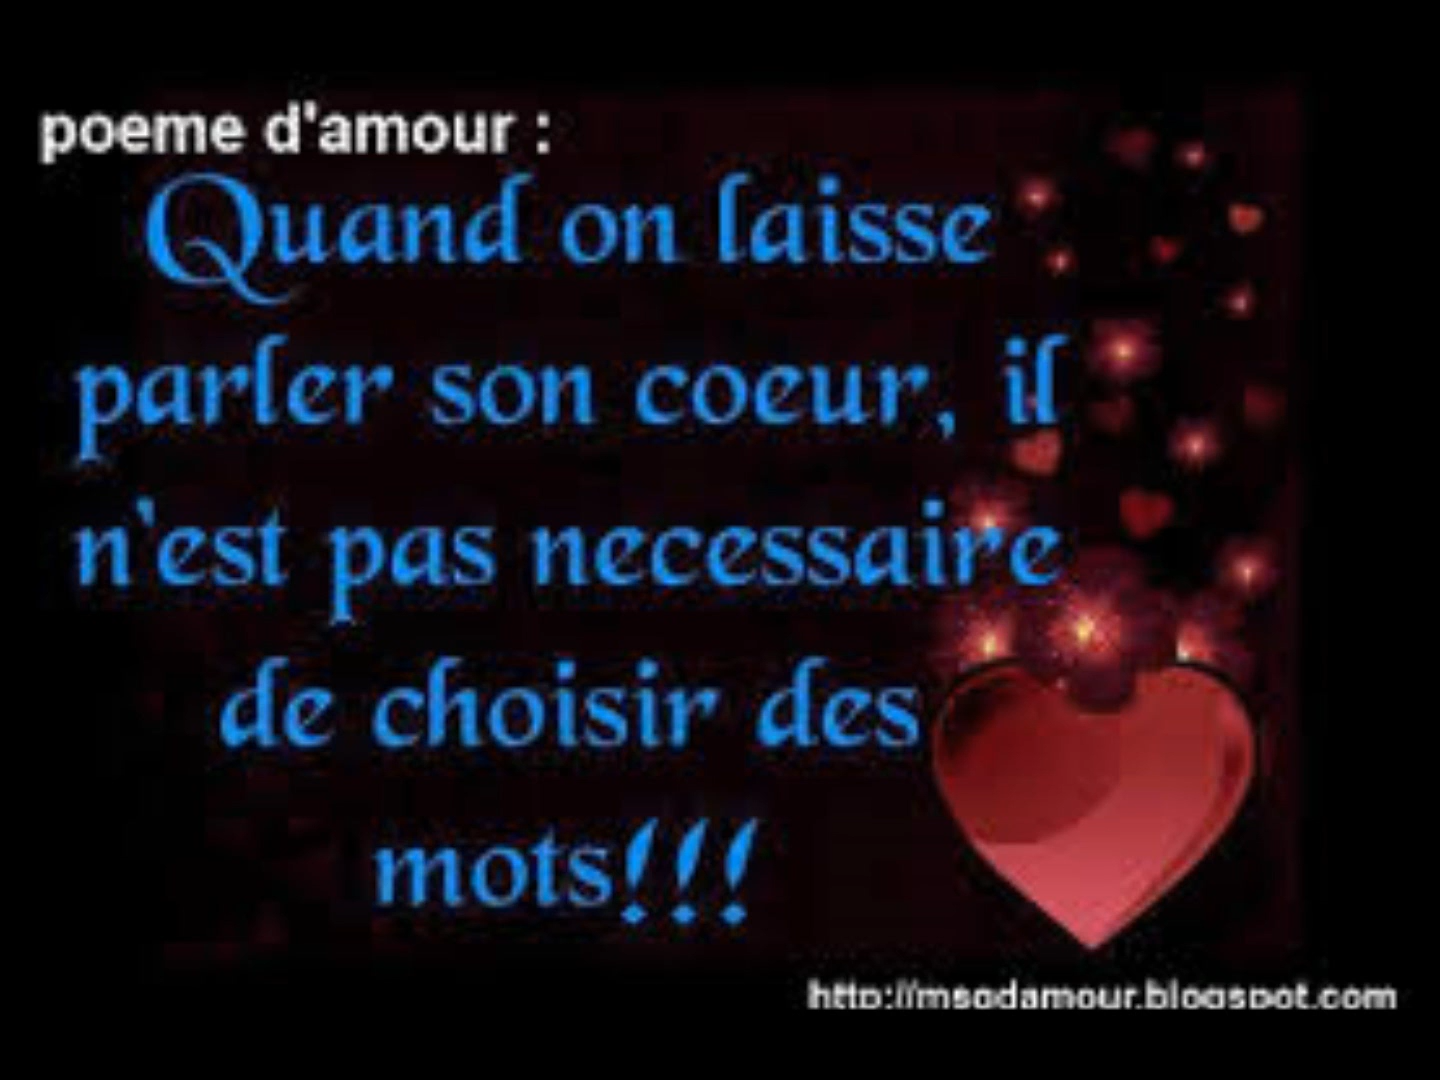 poeme d'amour :
Quand on laisse
parler son coeur, il
n'est pas necessaire
de choisir des
mots!!!
http://msgdamour.blogspot.com